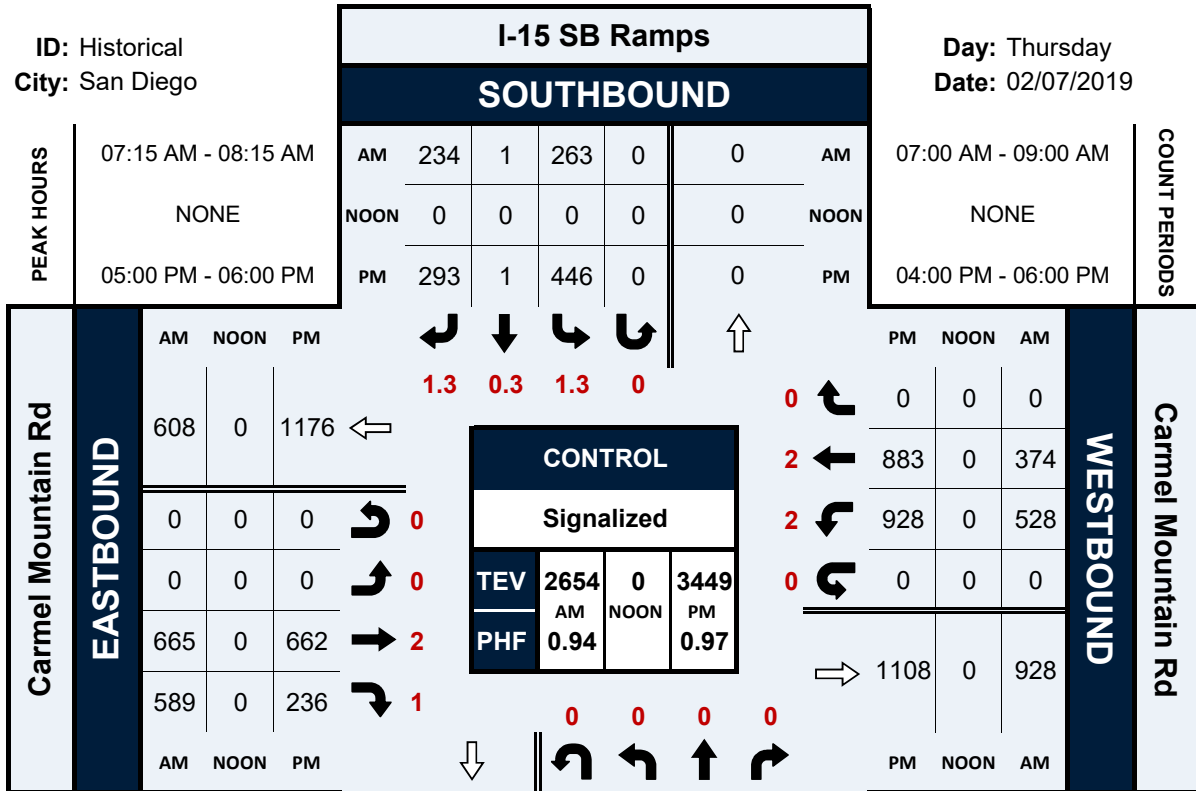 I-15 SB Ramps
ID: Historical
City: San Diego
Day: Thursday
Date: 02/07/2019
SOUTHBOUND
PEAK HOURS
07:15 AM - 08:15 AM
NONE
05:00 PM - 06:00 PM
AM 234 1 263 0 0 AM
NOON 0 0 0 0 0 NOON
PM 293 1 446 0 0 PM
07:00 AM - 09:00 AM
NONE
04:00 PM - 06:00 PM
COUNT PERIODS
1.3 0.3 1.3 0
Carmel Mountain Rd
EASTBOUND
AM NOON PM
608 0 1176
0 0 0 0
0 0 0 0
665 0 662 2
589 0 236 1
AM NOON PM
CONTROL
Signalized
TEV 2654 0 3449
AM NOON PM
PHF 0.94 0.97
PM NOON AM
0 0 0 0
2 883 0 374
2 928 0 528
0 0 0 0
1108 0 928
PM NOON AM
WESTBOUND
Carmel Mountain Rd
0 0 0 0